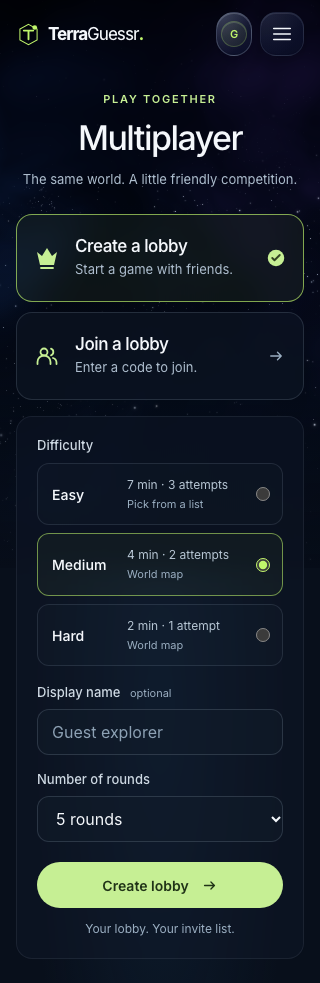 TerraGuessr.
G
PLAY TOGETHER
Multiplayer
The same world. A little friendly competition.
Create a lobby
Start a game with friends.
Join a lobby
Enter a code to join.
Difficulty
Easy
7 min · 3 attempts
Pick from a list
Medium
4 min · 2 attempts
World map
Hard
2 min · 1 attempt
World map
Display name optional
Guest explorer
Number of rounds
5 rounds
Create lobby
Your lobby. Your invite list.